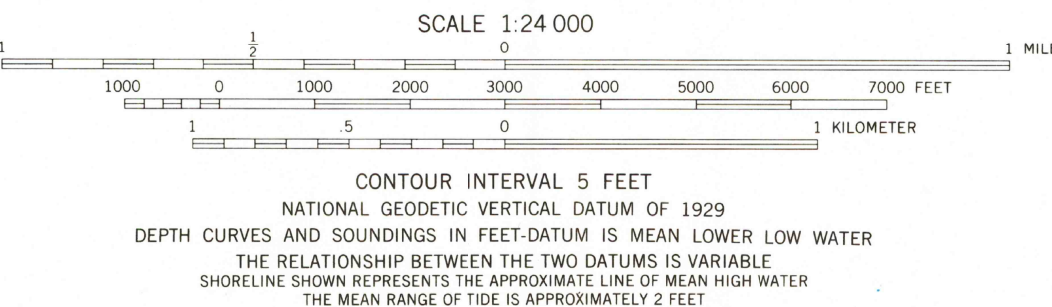 SCALE 1:24 000
1 1/2 0 1 MILE
1000 0 1000 2000 3000 4000 5000 6000 7000 FEET
1 .5 0 1 KILOMETER
CONTOUR INTERVAL 5 FEET
NATIONAL GEODETIC VERTICAL DATUM OF 1929
DEPTH CURVES AND SOUNDINGS IN FEET-DATUM IS MEAN LOWER LOW WATER
THE RELATIONSHIP BETWEEN THE TWO DATUMS IS VARIABLE
SHORELINE SHOWN REPRESENTS THE APPROXIMATE LINE OF MEAN HIGH WATER
THE MEAN RANGE OF TIDE IS APPROXIMATELY 2 FEET